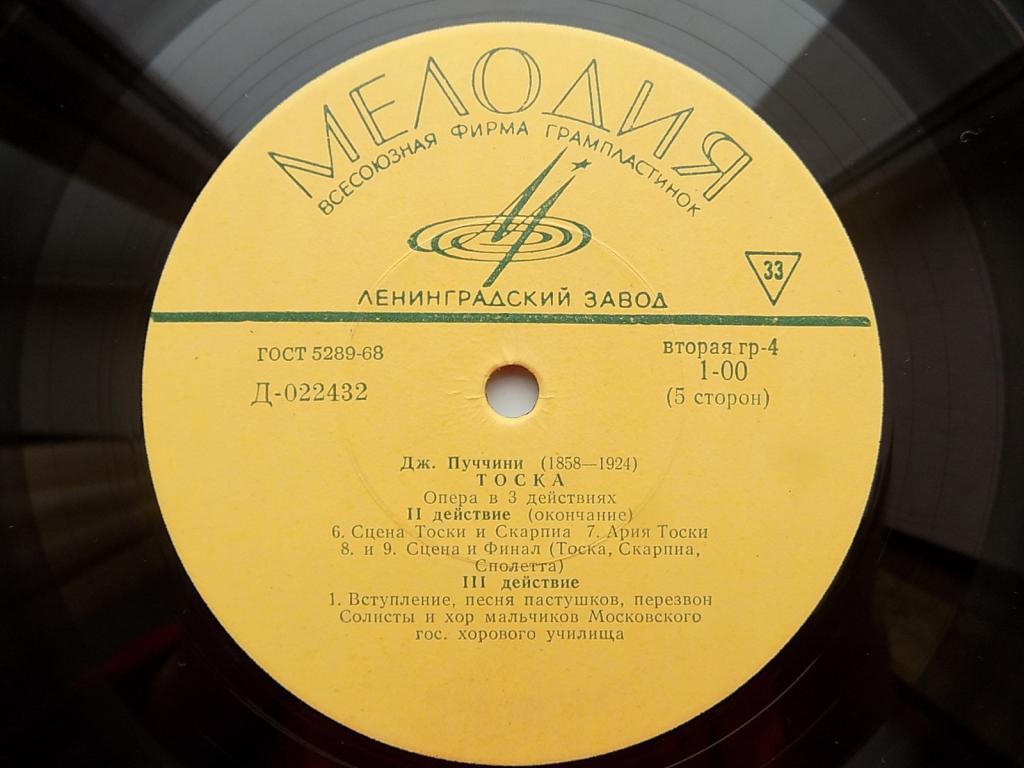 МЕЛОДИЯ
ВСЕСОЮЗНАЯ ФИРМА ГРАМПЛАСТИНОК
33
ЛЕНИНГРАДСКИЙ ЗАВОД
ГОСТ 5289-68
вторая гр-4
Д-022432
1-00
(5 сторон)
Дж. Пуччини (1858—1924)
ТОСКА
Опера в 3 действиях
II действие (окончание)
6. Сцена Тоски и Скарпиа 7. Ария Тоски
8. и 9. Сцена и Финал (Тоска, Скарпиа,
Сполетта)
III действие
1. Вступление, песня пастушков, перезвон
Солисты и хор мальчиков Московского
гос. хорового училища